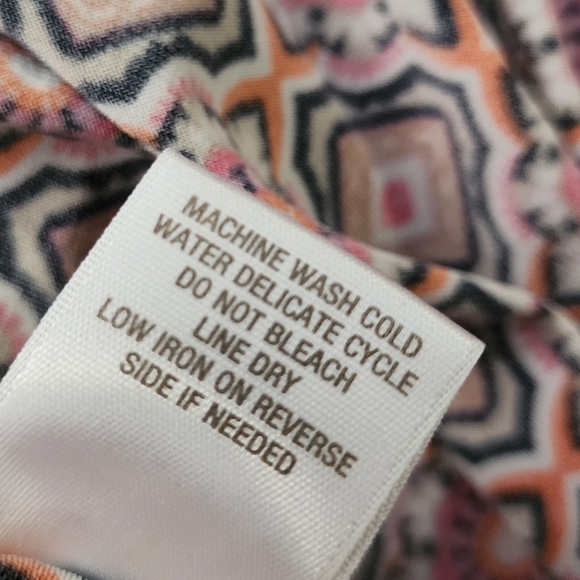 MACHINE WASH COLD
WATER DELICATE CYCLE
DO NOT BLEACH
LINE DRY
LOW IRON ON REVERSE
SIDE IF NEEDED